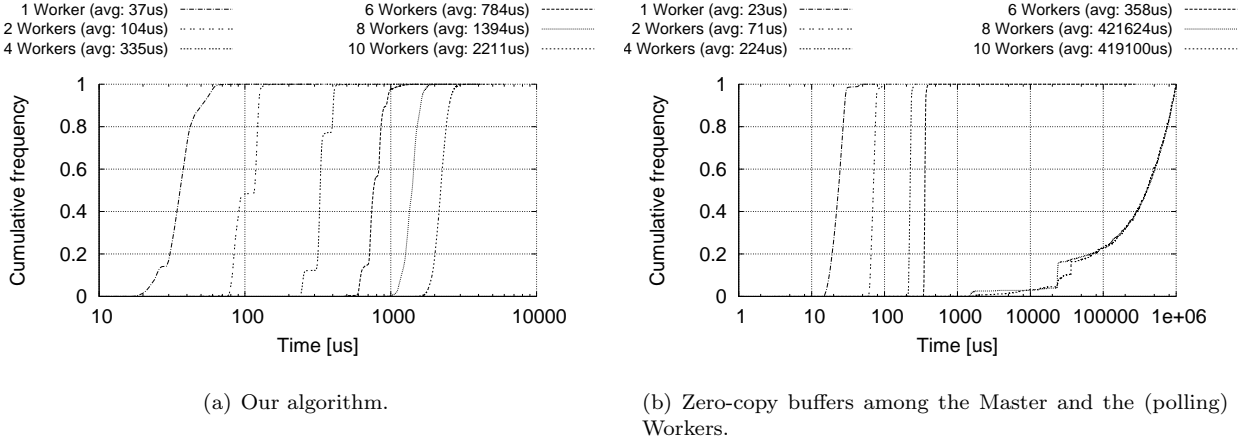 1 Worker (avg: 37us)
2 Workers (avg: 104us)
4 Workers (avg: 335us)
6 Workers (avg: 784us)
8 Workers (avg: 1394us)
10 Workers (avg: 2211us)
Cumulative frequency
1
0.8
0.6
0.4
0.2
0
10
100
1000
10000
Time [us]
(a) Our algorithm.
1 Worker (avg: 23us)
2 Workers (avg: 71us)
4 Workers (avg: 224us)
6 Workers (avg: 358us)
8 Workers (avg: 421624us)
10 Workers (avg: 419100us)
Cumulative frequency
1
0.8
0.6
0.4
0.2
0
1
10
100
1000
10000
100000
1e+06
Time [us]
(b) Zero-copy buffers among the Master and the (polling)
Workers.